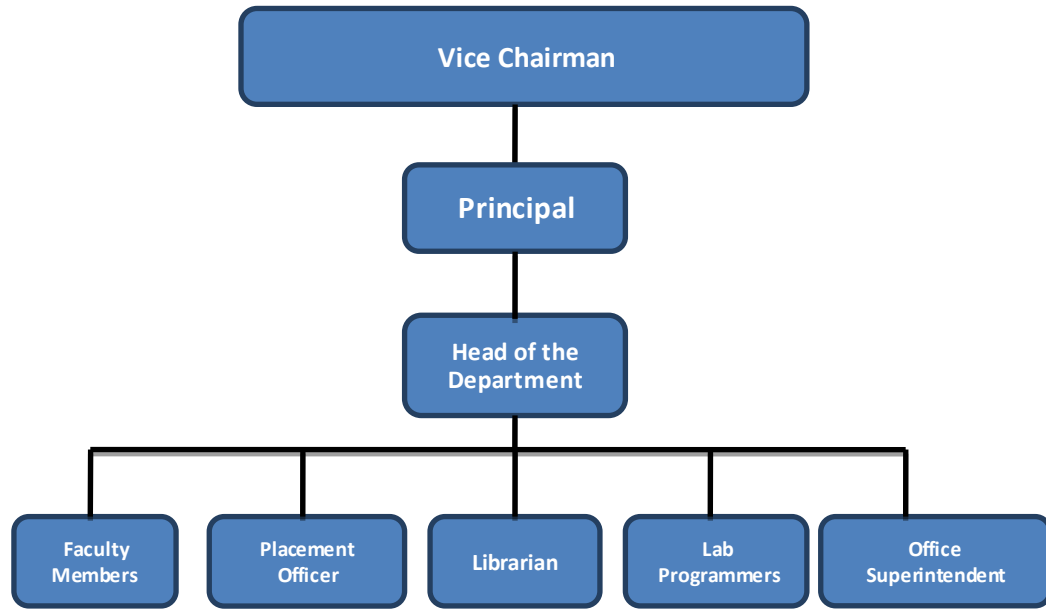 Vice Chairman
Principal
Head of the
Department
Faculty
Members
Placement
Officer
Librarian
Lab
Programmers
Office
Superintendent